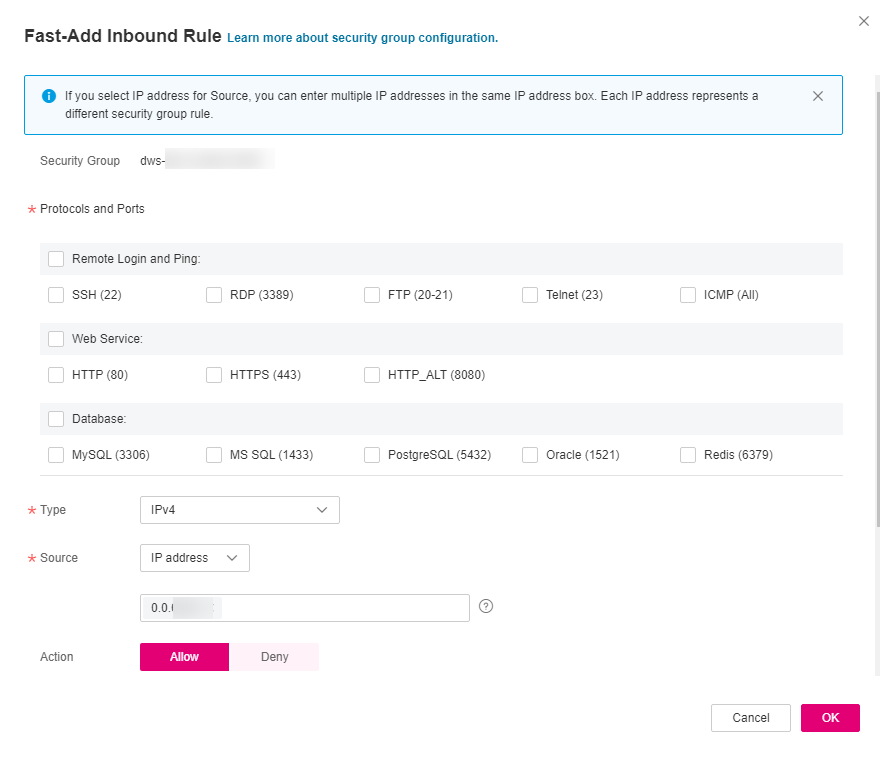 Fast-Add Inbound Rule Learn more about security group configuration.
If you select IP address for Source, you can enter multiple IP addresses in the same IP address box. Each IP address represents a
different security group rule.
Security Group dws-
* Protocols and Ports
Remote Login and Ping:
SSH (22) RDP (3389) FTP (20-21) Telnet (23) ICMP (All)
Web Service:
HTTP (80) HTTPS (443) HTTP_ALT (8080)
Database:
MySQL (3306) MS SQL (1433) PostgreSQL (5432) Oracle (1521) Redis (6379)
* Type IPv4
* Source IP address
0.0.
Action Allow Deny
Cancel OK